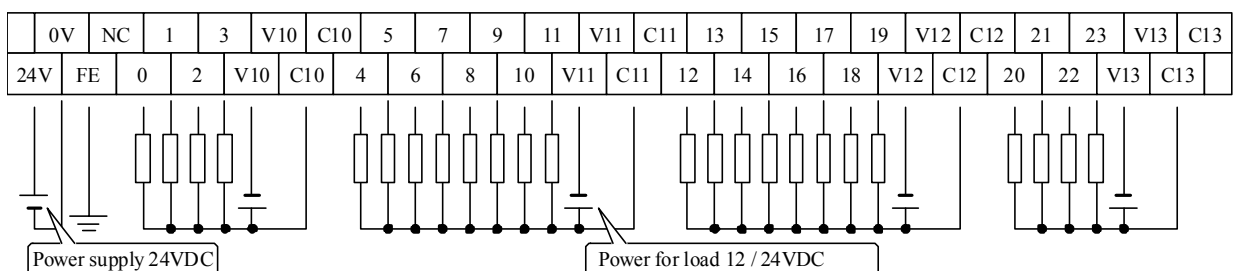 0V NC 1 3 V10 C10 5 7 9 11 V11 C11 13 15 17 19 V12 C12 21 23 V13 C13
24V FE 0 2 V10 C10 4 6 8 10 V11 C11 12 14 16 18 V12 C12 20 22 V13 C13
Power supply 24VDC Power for load 12 / 24VDC